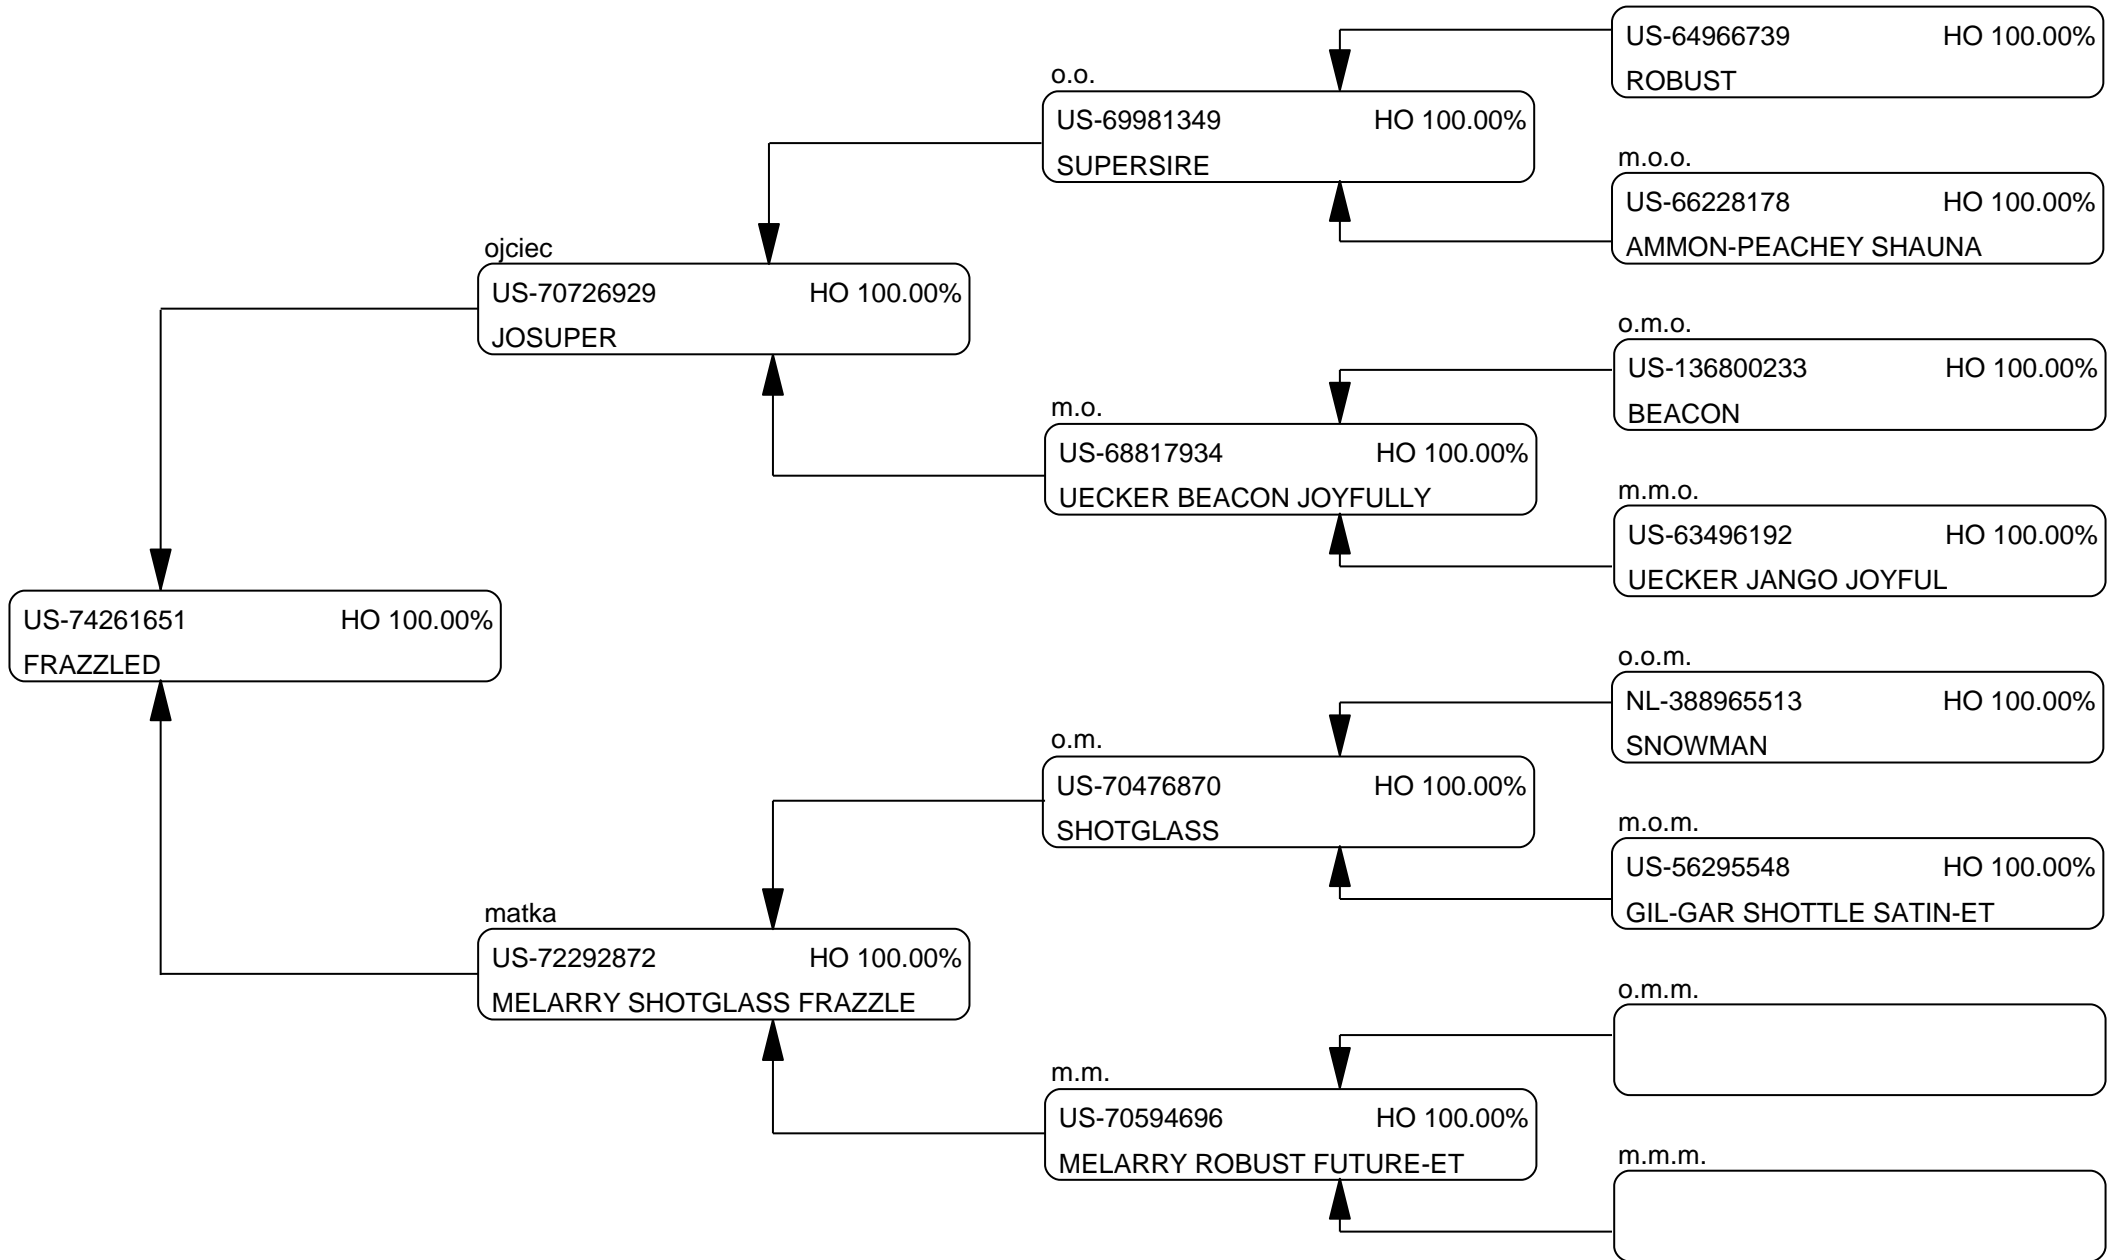 US-64966739 HO 100.00%
ROBUST
o.o.
US-69981349 HO 100.00%
SUPERSIRE
m.o.o.
US-66228178 HO 100.00%
AMMON-PEACHEY SHAUNA
ojciec
US-70726929 HO 100.00%
JOSUPER
o.m.o.
US-136800233 HO 100.00%
BEACON
m.o.
US-68817934 HO 100.00%
UECKER BEACON JOYFULLY
m.m.o.
US-63496192 HO 100.00%
UECKER JANGO JOYFUL
US-74261651 HO 100.00%
FRAZZLED
o.o.m.
NL-388965513 HO 100.00%
SNOWMAN
o.m.
US-70476870 HO 100.00%
SHOTGLASS
m.o.m.
US-56295548 HO 100.00%
GIL-GAR SHOTTLE SATIN-ET
matka
US-72292872 HO 100.00%
MELARRY SHOTGLASS FRAZZLE
o.m.m.
m.m.
US-70594696 HO 100.00%
MELARRY ROBUST FUTURE-ET
m.m.m.